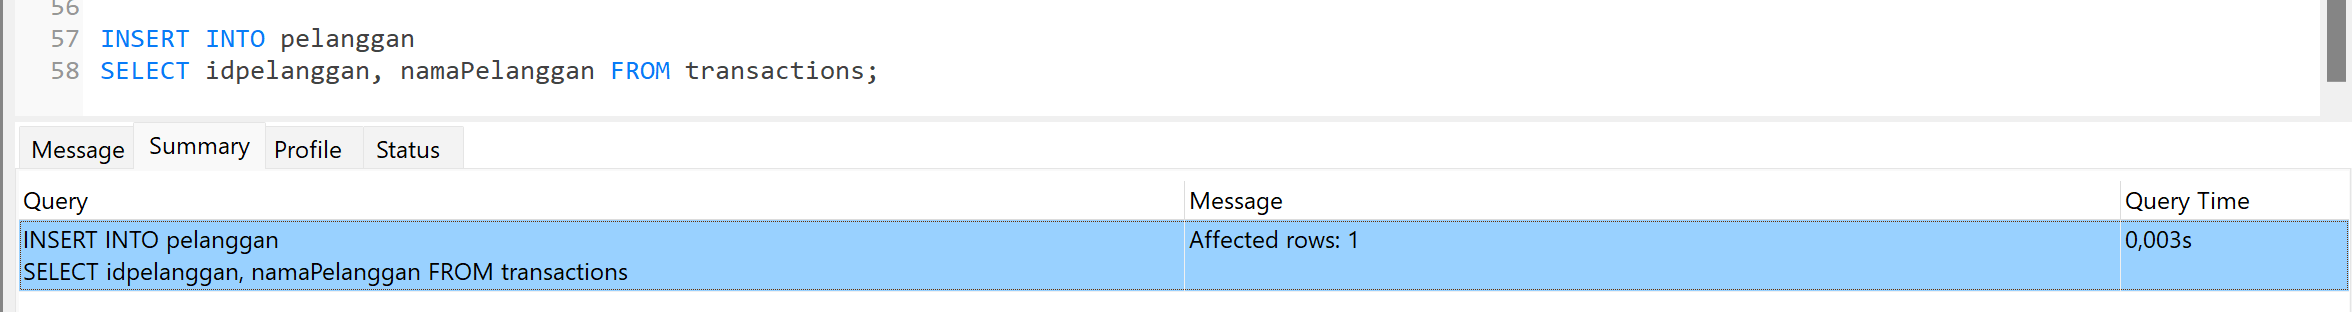 56
57 INSERT INTO pelanggan
58 SELECT idpelanggan, namaPelanggan FROM transactions;
Message Summary Profile Status
Query Message Query Time
INSERT INTO pelanggan Affected rows: 1 0,003s
SELECT idpelanggan, namaPelanggan FROM transactions